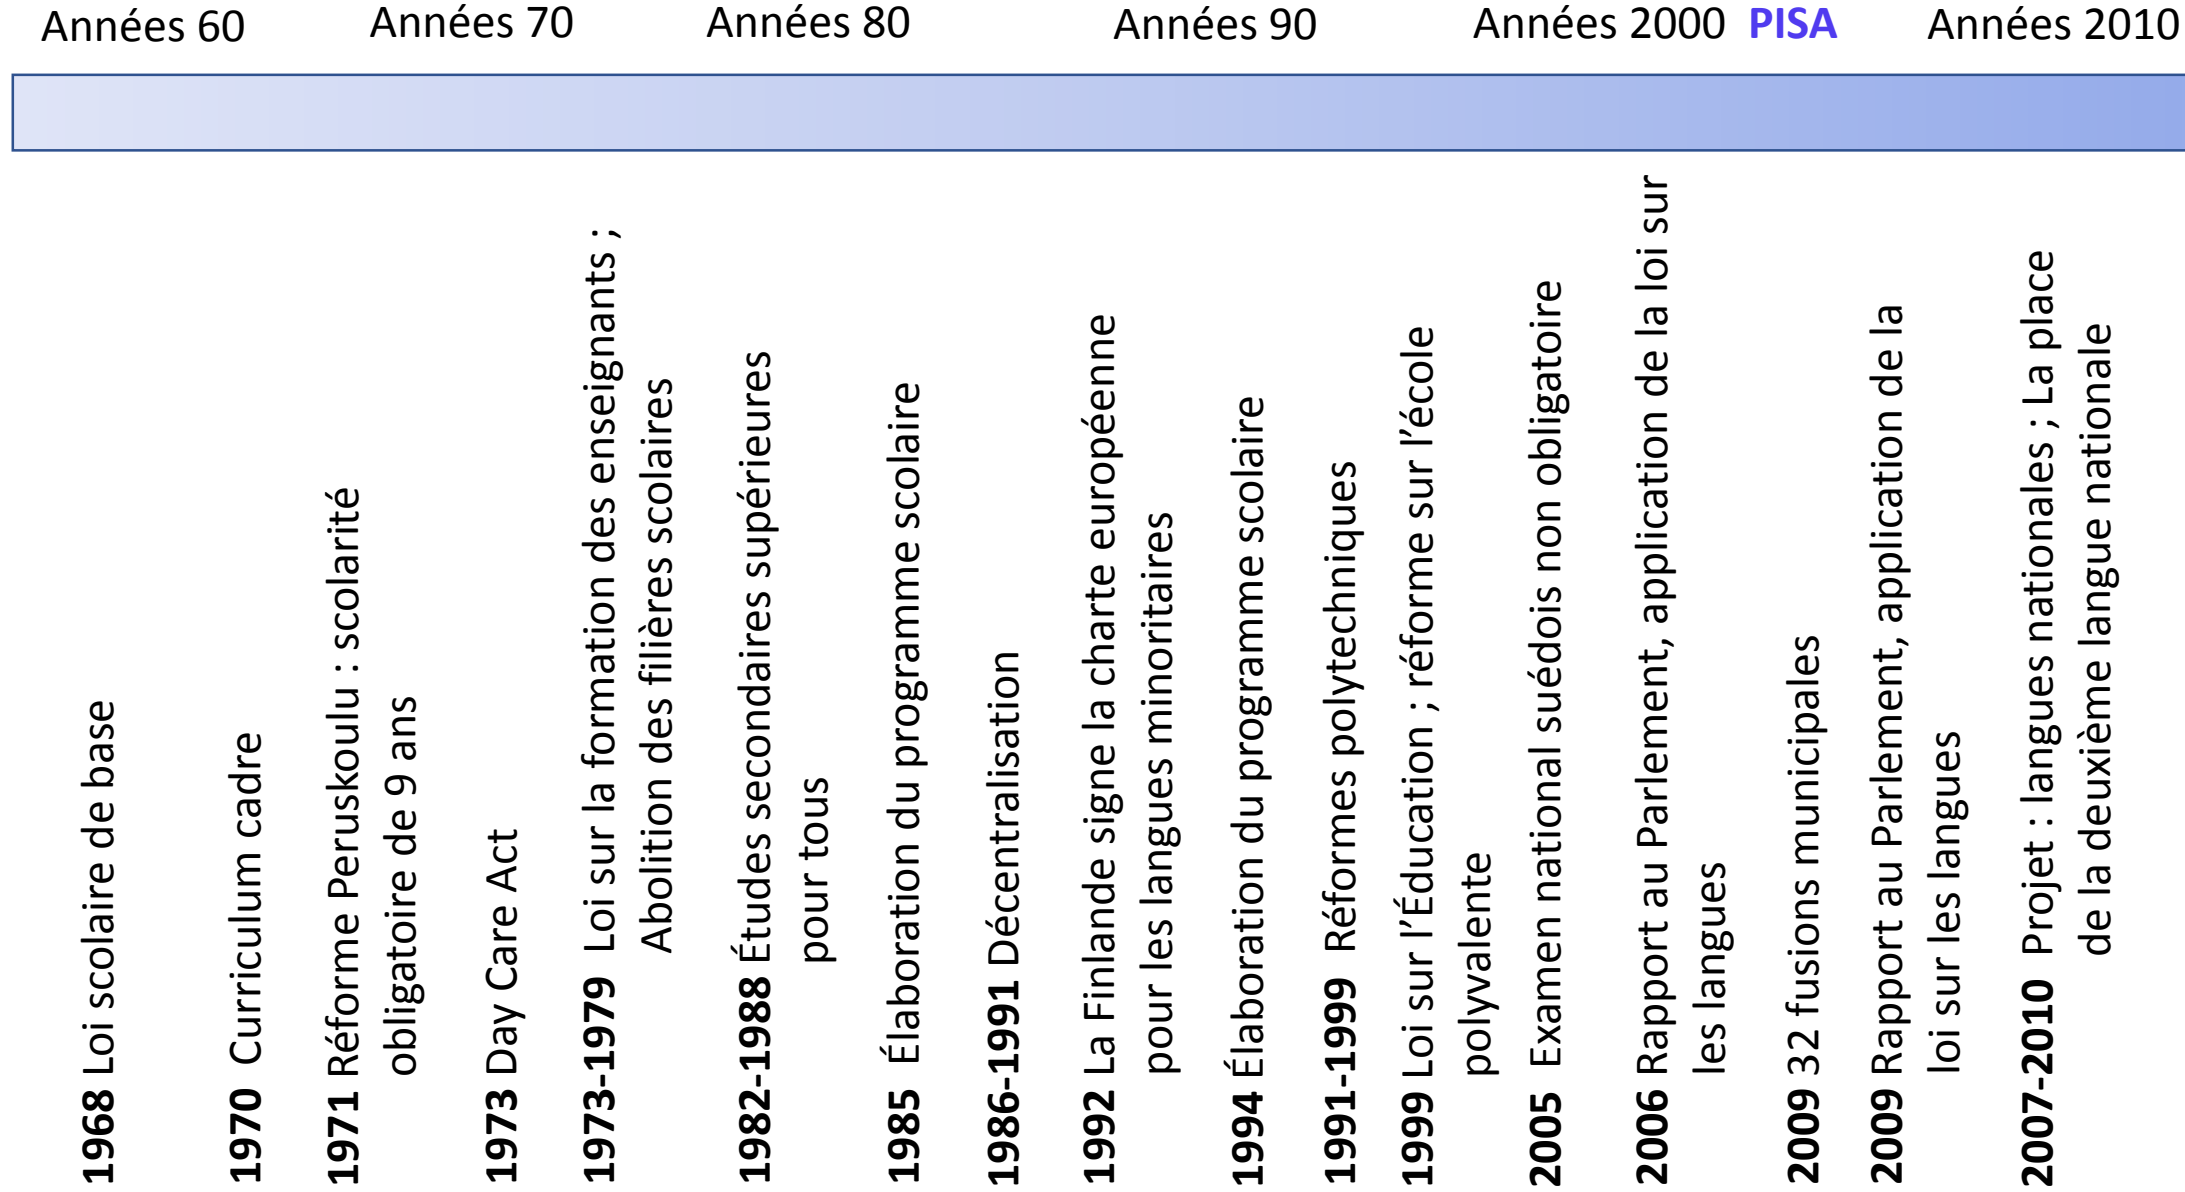 Années 60
Années 70
Années 80
Années 90
Années 2000 PISA
Années 2010
1968 Loi scolaire de base
1970 Curriculum cadre
1971 Réforme Peruskoulu : scolarité
obligatoire de 9 ans
1973 Day Care Act
1973-1979 Loi sur la formation des enseignants ;
Abolition des filières scolaires
1982-1988 Études secondaires supérieures
pour tous
1985 Élaboration du programme scolaire
1986-1991 Décentralisation
1992 La Finlande signe la charte européenne
pour les langues minoritaires
1994 Élaboration du programme scolaire
1991-1999 Réformes polytechniques
1999 Loi sur l’Éducation ; réforme sur l’école
polyvalente
2005 Examen national suédois non obligatoire
2006 Rapport au Parlement, application de la loi sur
les langues
2009 32 fusions municipales
2009 Rapport au Parlement, application de la
loi sur les langues
2007-2010 Projet : langues nationales ; La place
de la deuxième langue nationale